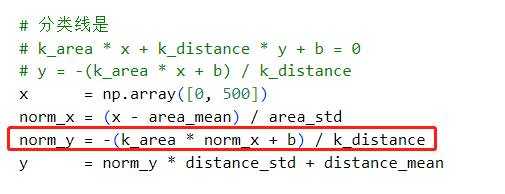 # 分类线是
# k_area * x + k_distance * y + b = 0
# y = -(k_area * x + b) / k_distance
x      = np.array([0, 500])
norm_x = (x - area_mean) / area_std
norm_y = -(k_area * norm_x + b) / k_distance
y      = norm_y * distance_std + distance_mean